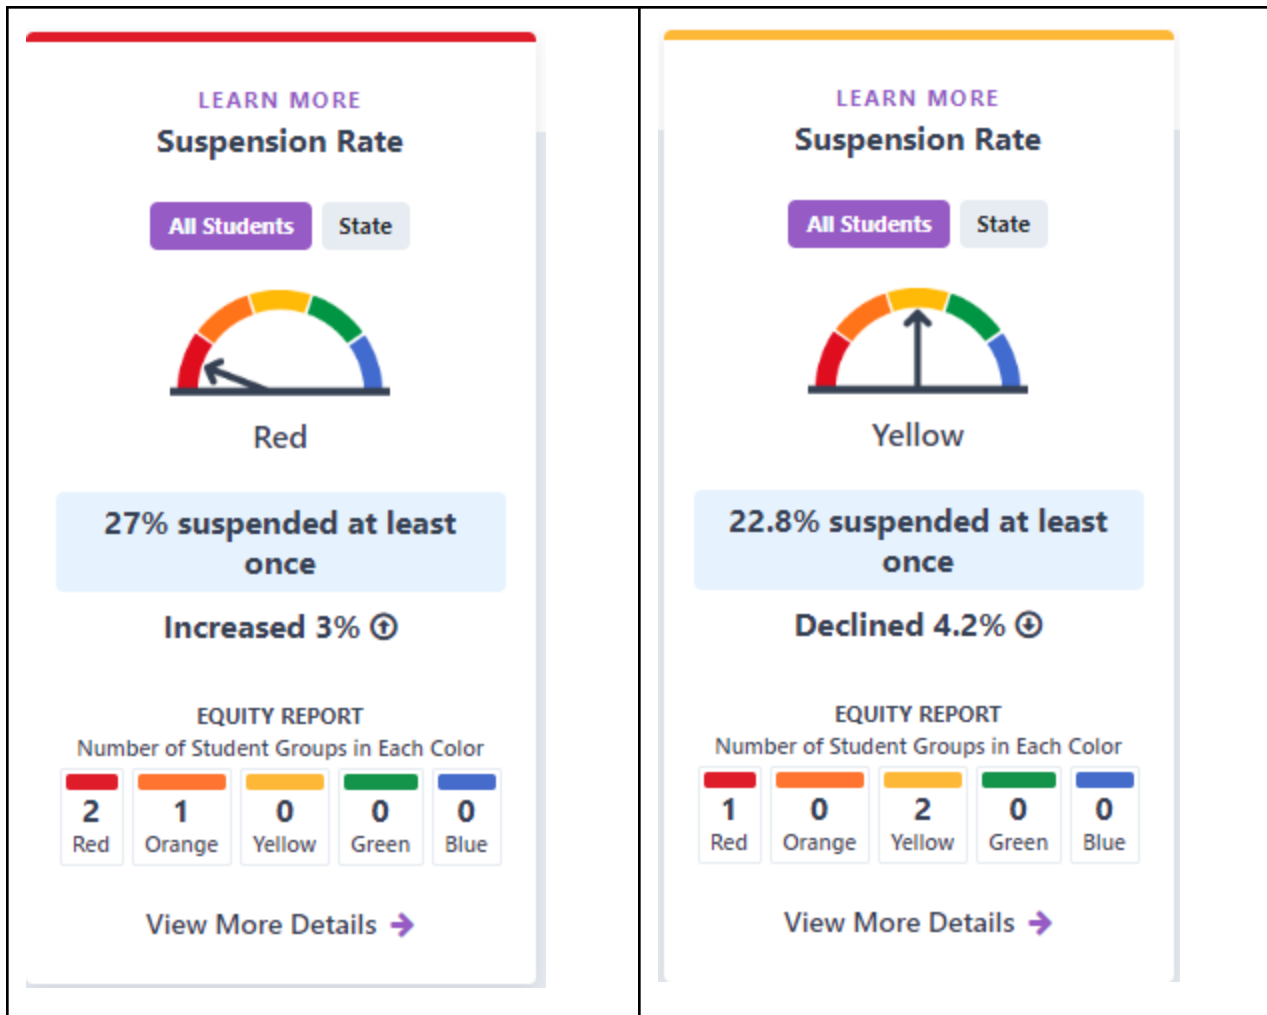 LEARN MORE
Suspension Rate
All Students State
Red
27% suspended at least
once
Increased 3%
EQUITY REPORT
Number of Student Groups in Each Color
2 1 0 0 0
Red Orange Yellow Green Blue
View More Details
LEARN MORE
Suspension Rate
All Students State
Yellow
22.8% suspended at least
once
Declined 4.2%
EQUITY REPORT
Number of Student Groups in Each Color
1 0 2 0 0
Red Orange Yellow Green Blue
View More Details